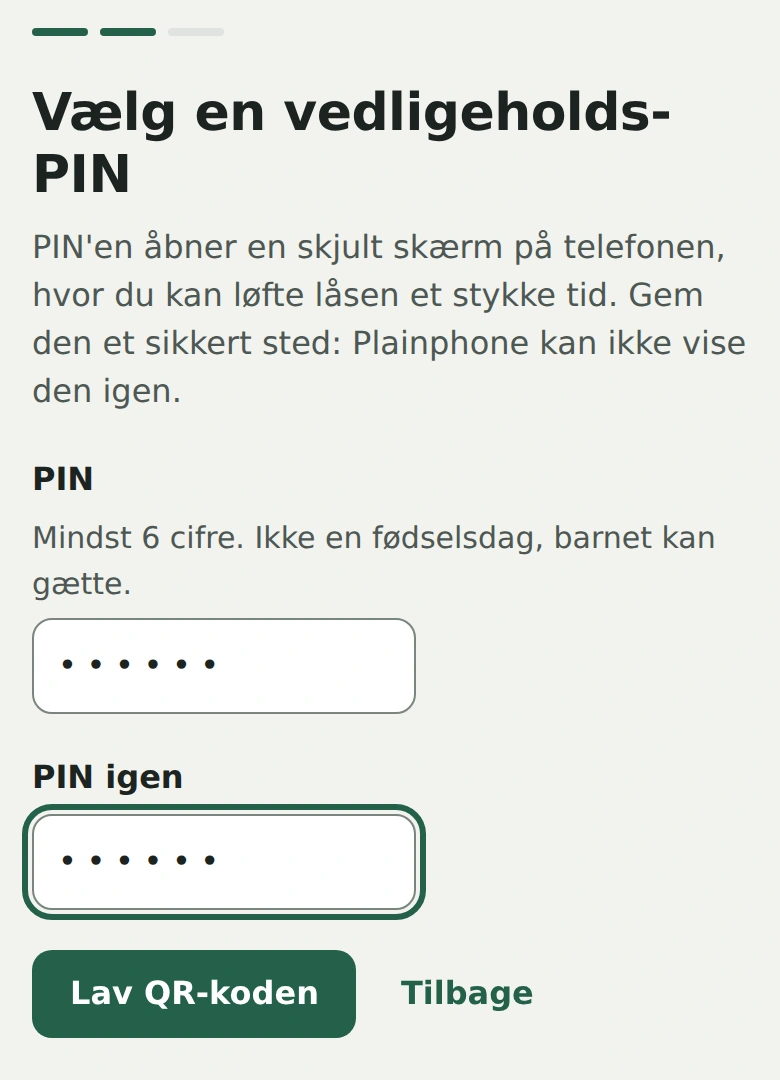 Vælg en vedligeholds-
PIN
PIN'en åbner en skjult skærm på telefonen,
hvor du kan løfte låsen et stykke tid. Gem
den et sikkert sted: Plainphone kan ikke vise
den igen.
PIN
Mindst 6 cifre. Ikke en fødselsdag, barnet kan
gætte.
••••••
PIN igen
••••••
Lav QR-koden Tilbage